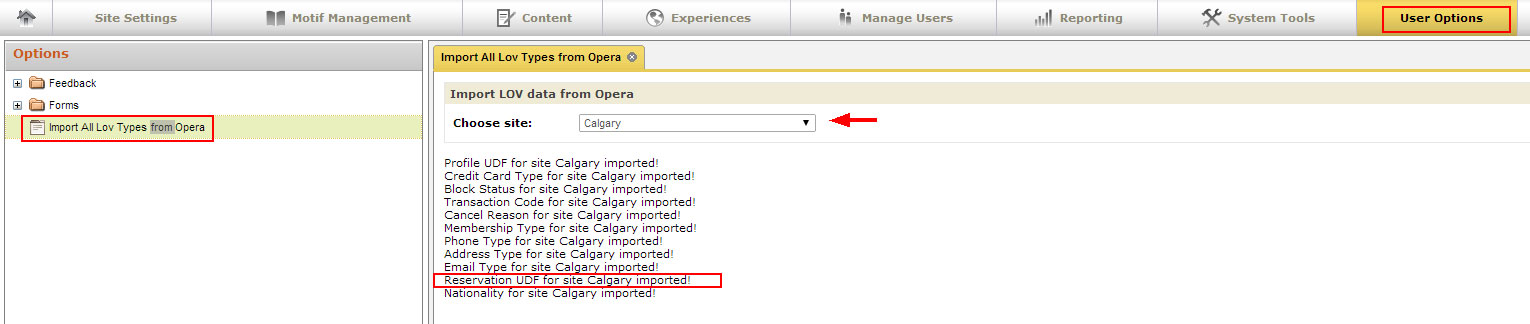 Site Settings Motif Management Content Experiences Manage Users Reporting System Tools User Options
Options
Feedback
Forms
Import All Lov Types from Opera
Import All Lov Types from Opera
Import LOV data from Opera
Choose site: Calgary
Profile UDF for site Calgary imported!
Credit Card Type for site Calgary imported!
Block Status for site Calgary imported!
Transaction Code for site Calgary imported!
Cancel Reason for site Calgary imported!
Membership Type for site Calgary imported!
Phone Type for site Calgary imported!
Address Type for site Calgary imported!
Email Type for site Calgary imported!
Reservation UDF for site Calgary imported!
Nationality for site Calgary imported!